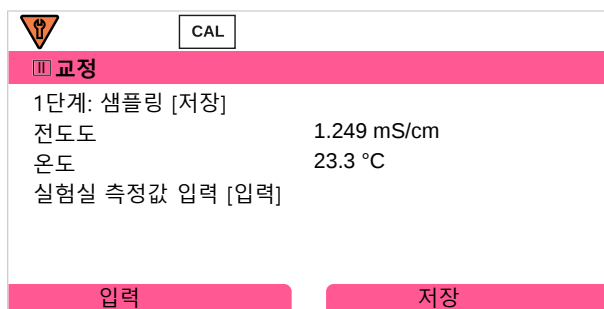 CAL
Ⅱ 교정
1단계: 샘플링 [저장]
전도도 1.249 mS/cm
온도 23.3 °C
실험실 측정값 입력 [입력]
입력 저장